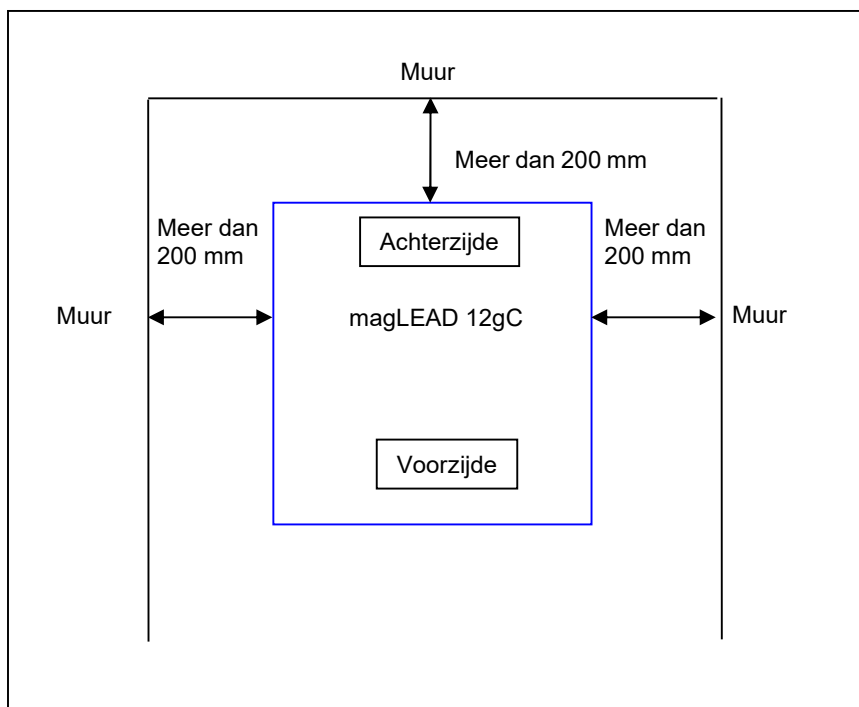 Muur
Meer dan 200 mm
Meer dan
200 mm
Achterzijde
Meer dan
200 mm
Muur
magLEAD 12gC
Muur
Voorzijde